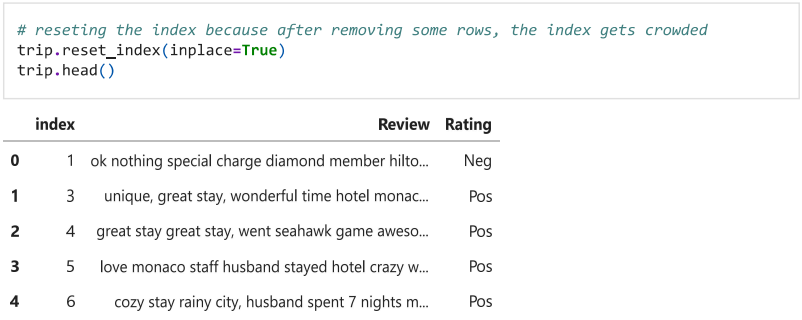 # reseting the index because after removing some rows, the index gets crowded
trip.reset_index(inplace=True)
trip.head()
index Review Rating
0 1 ok nothing special charge diamond member hilto... Neg
1 3 unique, great stay, wonderful time hotel monac... Pos
2 4 great stay great stay, went seahawk game aweso... Pos
3 5 love monaco staff husband stayed hotel crazy w... Pos
4 6 cozy stay rainy city, husband spent 7 nights m... Pos